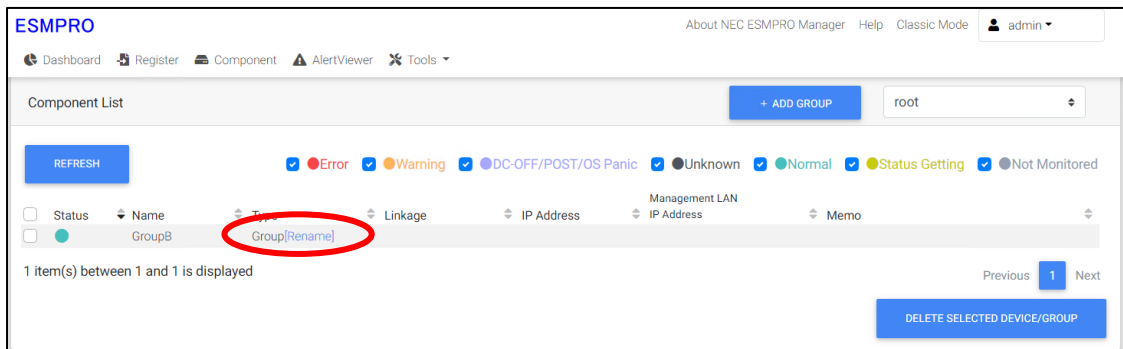 ESMPRO
About NEC ESMPRO Manager Help Classic Mode admin
Dashboard Register Component AlertViewer Tools
Component List + ADD GROUP root
REFRESH Error Warning DC-OFF/POST/OS Panic Unknown Normal Status Getting Not Monitored
Status Name Type Linkage IP Address Management LAN IP Address Memo
GroupB Group[Rename]
1 item(s) between 1 and 1 is displayed
Previous 1 Next
DELETE SELECTED DEVICE/GROUP